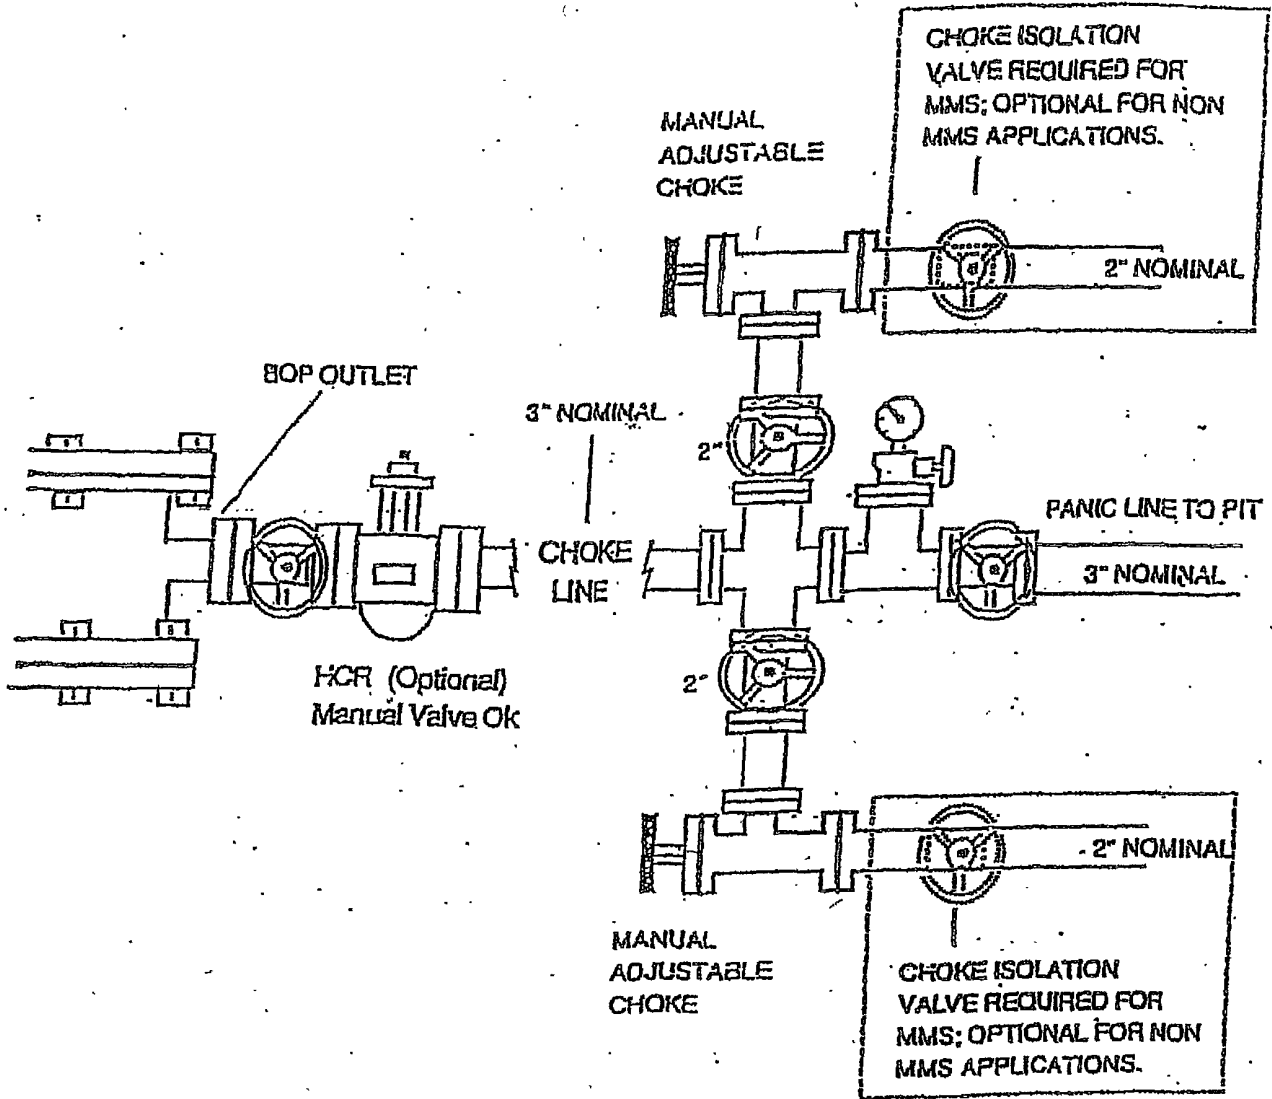 CHOKE ISOLATION
VALVE REQUIRED FOR
MMS; OPTIONAL FOR NON
MMS APPLICATIONS.
MANUAL
ADJUSTABLE
CHOKE
2" NOMINAL
BOP OUTLET
3" NOMINAL
2"
PANIC LINE TO PIT
CHOKE
LINE
3" NOMINAL
HCR (Optional)
Manual Valve Ok
2"
2" NOMINAL
MANUAL
ADJUSTABLE
CHOKE
CHOKE ISOLATION
VALVE REQUIRED FOR
MMS; OPTIONAL FOR NON
MMS APPLICATIONS.